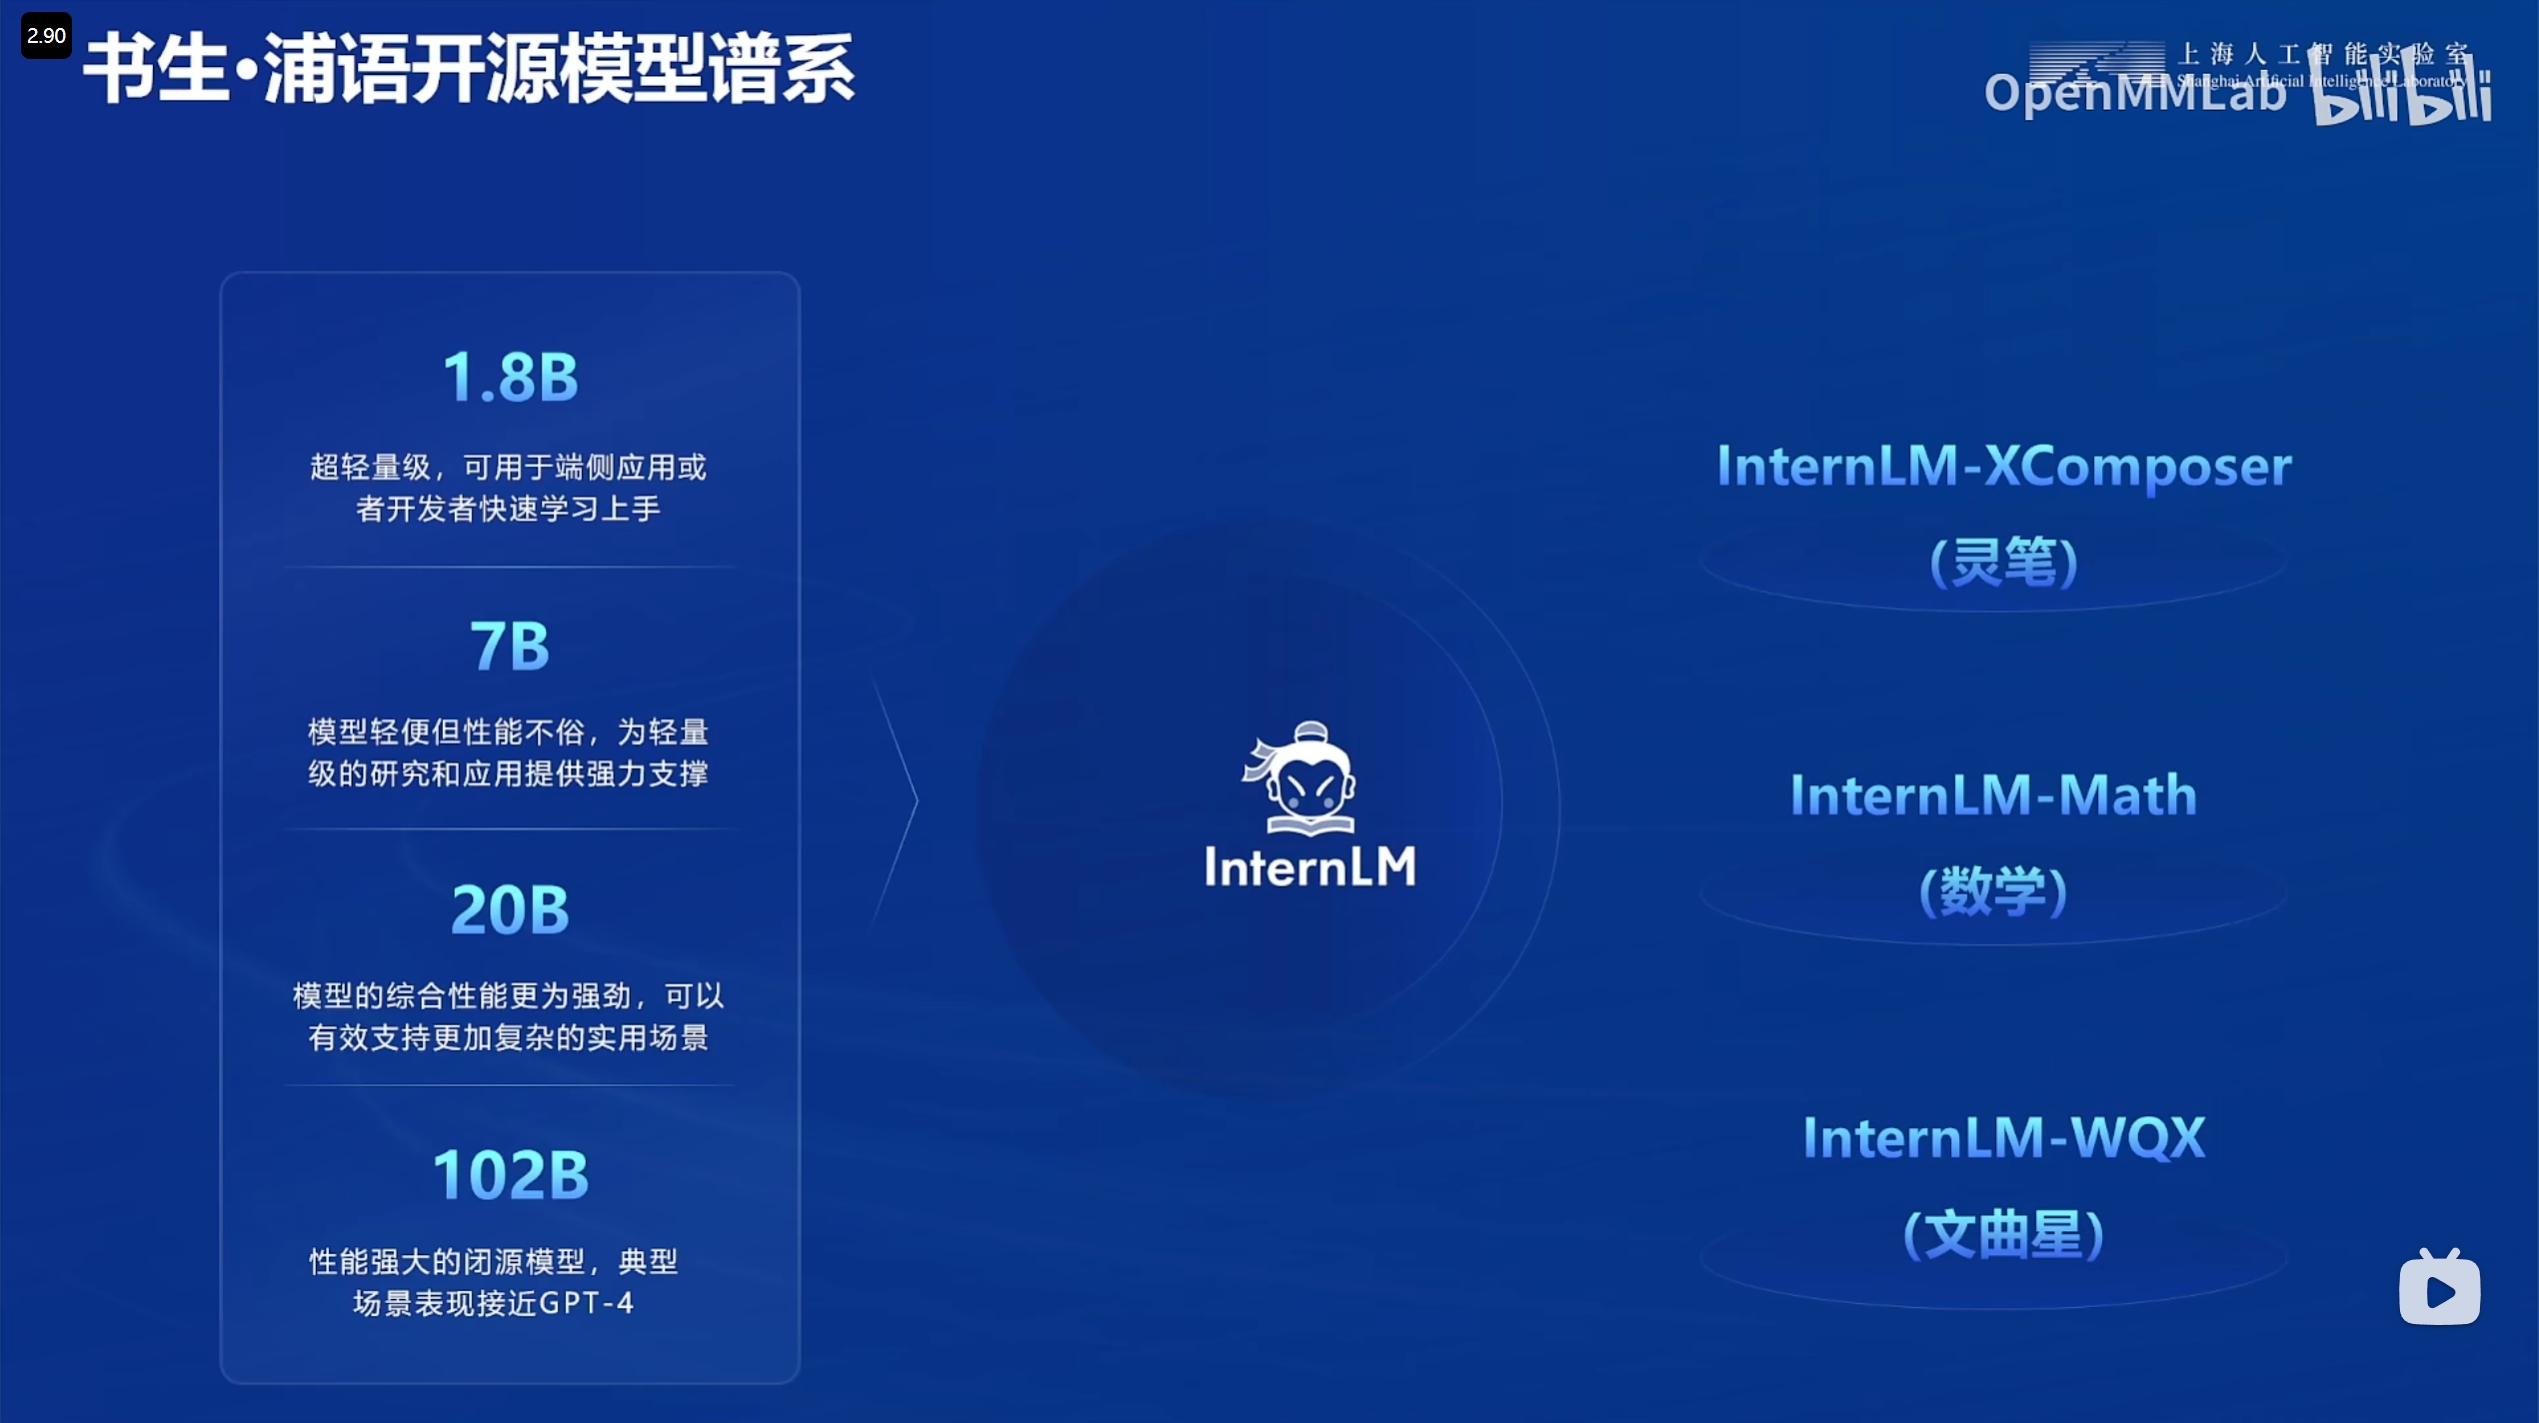 2.90
书生·浦语开源模型谱系
上海人工智能实验室
Shanghai Artificial Intelligence Laboratory
OpenMMLab bilibili
1.8B
超轻量级，可用于端侧应用或
者开发者快速学习上手
7B
模型轻便但性能不俗，为轻量
级的研究和应用提供强力支撑
20B
模型的综合性能更为强劲，可以
有效支持更加复杂的实用场景
102B
性能强大的闭源模型，典型
场景表现接近GPT-4
InternLM
InternLM-XComposer
(灵笔)
InternLM-Math
(数学)
InternLM-WQX
(文曲星)